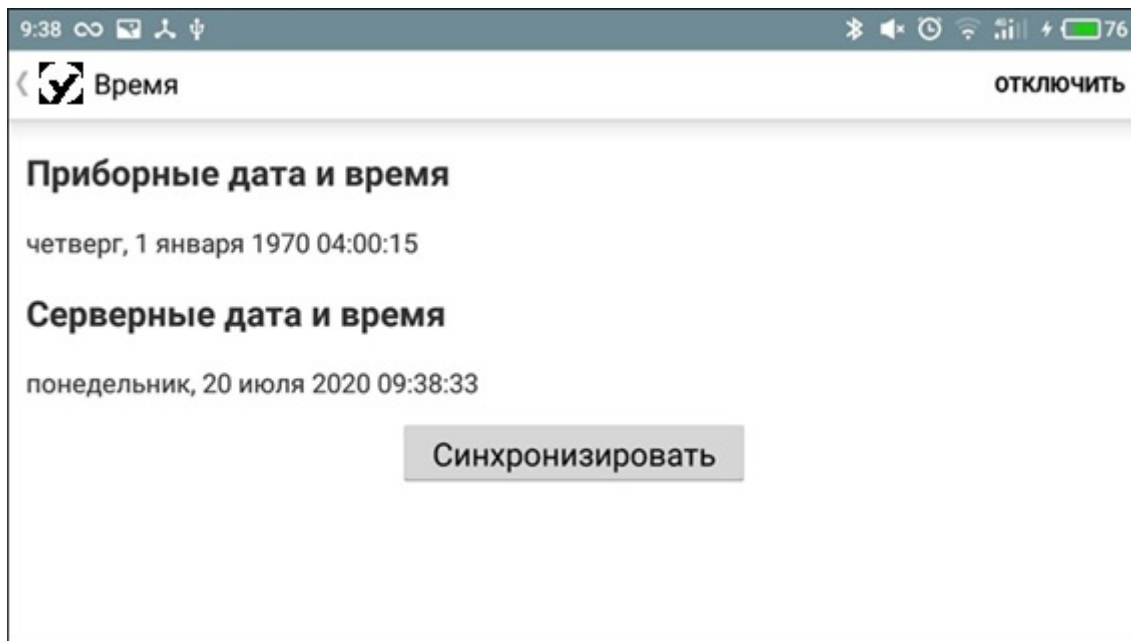 9:38 76
Время ОТКЛЮЧИТЬ
Приборные дата и время
четверг, 1 января 1970 04:00:15
Серверные дата и время
понедельник, 20 июля 2020 09:38:33
Синхронизировать